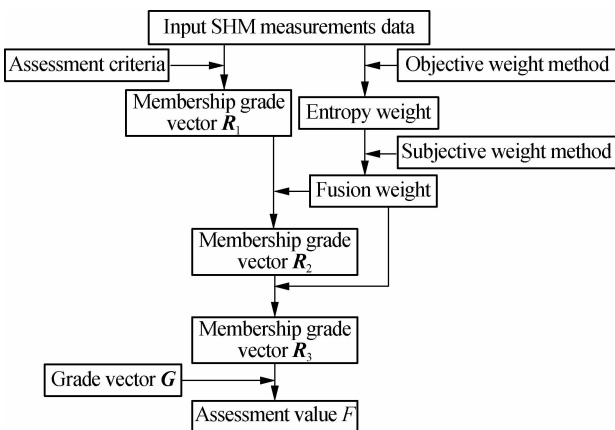 Input SHM measurements data
Assessment criteria
Objective weight method
Membership grade
vector R₁
Entropy weight
Subjective weight method
Fusion weight
Membership grade
vector R₂
Membership grade
vector R₃
Grade vector G
Assessment value F